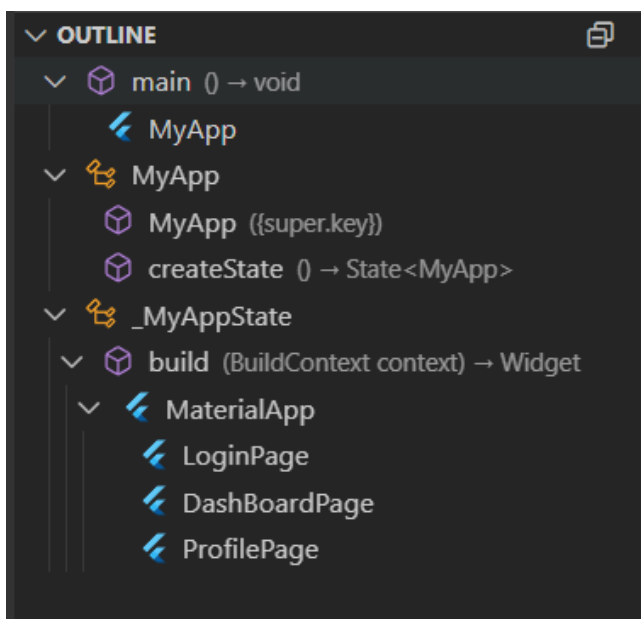 OUTLINE
main () → void
MyApp
MyApp
MyApp ({super.key})
createState () → State<MyApp>
_MyAppState
build (BuildContext context) → Widget
MaterialApp
LoginPage
DashBoardPage
ProfilePage